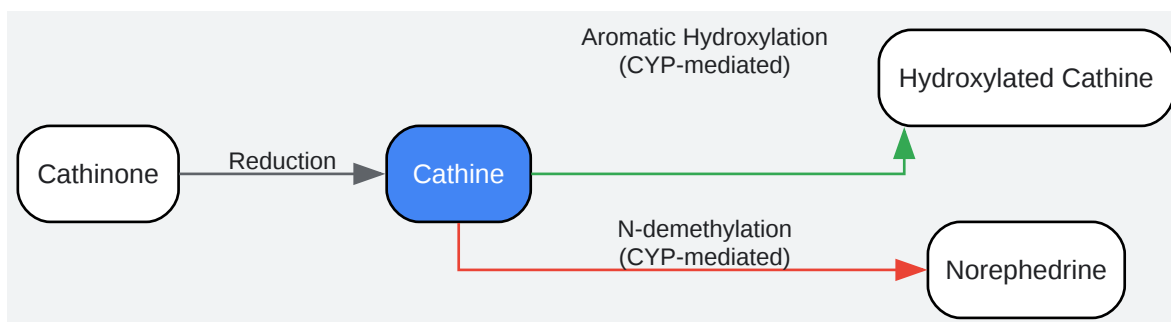 Aromatic Hydroxylation
(CYP-mediated)
Hydroxylated Cathine
Cathinone
Reduction
Cathine
N-demethylation
(CYP-mediated)
Norephedrine